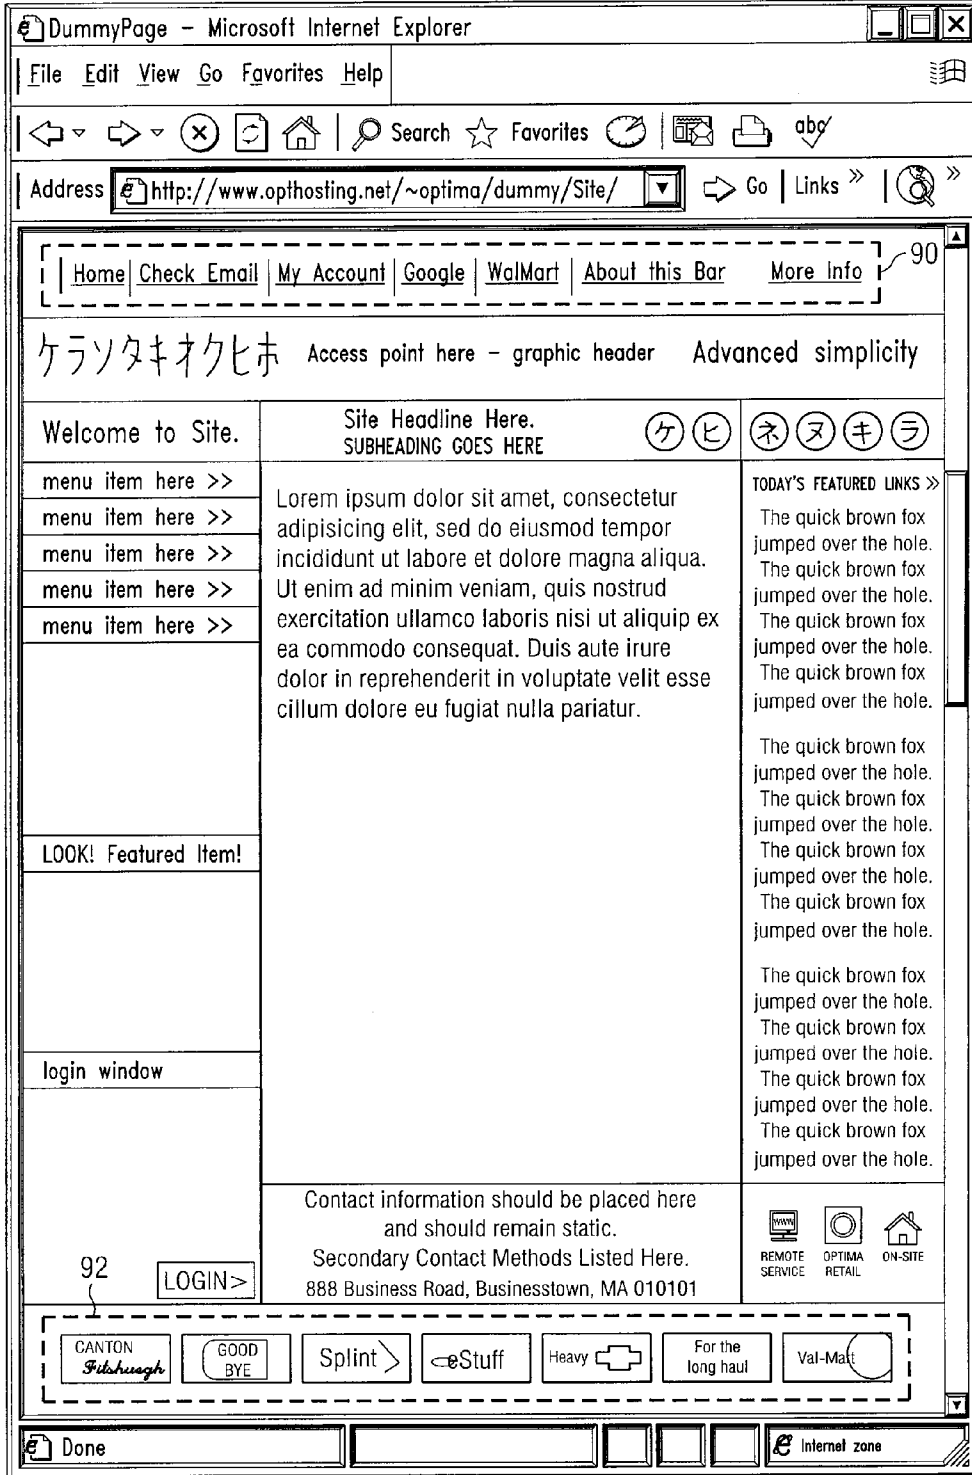 DummyPage - Microsoft Internet Explorer
File Edit View Go Favorites Help
Search Favorites
Address http://www.opthosting.net/~optima/dummy/Site/ Go Links >>
Home Check Email My Account Google WalMart About this Bar More Info 90
ケラソタキオクヒホ Access point here - graphic header Advanced simplicity
Welcome to Site.
menu item here >>
menu item here >>
menu item here >>
menu item here >>
menu item here >>
LOOK! Featured Item!
login window
92
LOGIN>
Site Headline Here.
SUBHEADING GOES HERE
ケ ヒ
Lorem ipsum dolor sit amet, consectetur
adipisicing elit, sed do eiusmod tempor
incididunt ut labore et dolore magna aliqua.
Ut enim ad minim veniam, quis nostrud
exercitation ullamco laboris nisi ut aliquip ex
ea commodo consequat. Duis aute irure
dolor in reprehenderit in voluptate velit esse
cillum dolore eu fugiat nulla pariatur.
Contact information should be placed here
and should remain static.
Secondary Contact Methods Listed Here.
888 Business Road, Businesstown, MA 010101
ネ ヌ キ ラ
TODAY'S FEATURED LINKS >>
The quick brown fox
jumped over the hole.
The quick brown fox
jumped over the hole.
The quick brown fox
jumped over the hole.
The quick brown fox
jumped over the hole.
The quick brown fox
jumped over the hole.
The quick brown fox
jumped over the hole.
The quick brown fox
jumped over the hole.
The quick brown fox
jumped over the hole.
The quick brown fox
jumped over the hole.
The quick brown fox
jumped over the hole.
The quick brown fox
jumped over the hole.
The quick brown fox
jumped over the hole.
WWW
REMOTE SERVICE
OPTIMA RETAIL
ON-SITE
CANTON
Fitshuagh
GOOD
BYE
Splint
eStuff
Heavy
For the
long haul
Val-Matt
Done Internet zone